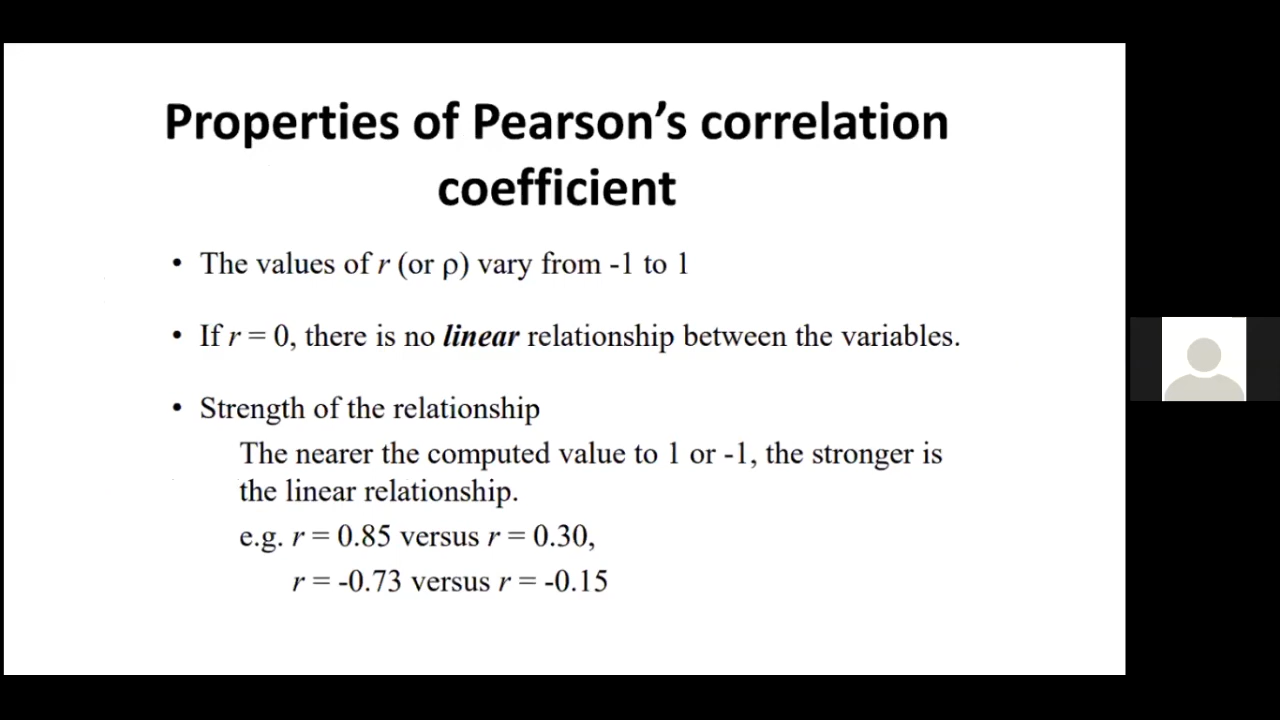 Properties of Pearson’s correlation
coefficient
• The values of r (or ρ) vary from -1 to 1
• If r = 0, there is no linear relationship between the variables.
• Strength of the relationship
The nearer the computed value to 1 or -1, the stronger is
the linear relationship.
e.g. r = 0.85 versus r = 0.30,
r = -0.73 versus r = -0.15